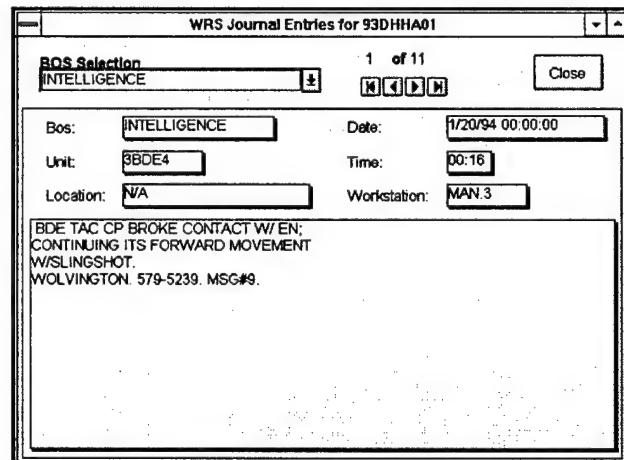 WRS Journal Entries for 93DHHA01
BOS Selection
1 of 11
INTELLIGENCE
Close
Bos: INTELLIGENCE Date: 1/20/94 00:00:00
Unit: 3BDE4 Time: 00:16
Location: N/A Workstation: MAN.3
BDE TAC CP BROKE CONTACT W/ EN;
CONTINUING ITS FORWARD MOVEMENT
W/SLINGSHOT.
WOLVINGTON. 579-5239. MSG#9.